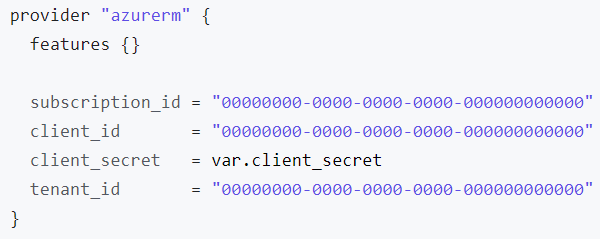 provider "azurerm" {
  features {}

  subscription_id = "00000000-0000-0000-0000-000000000000"
  client_id       = "00000000-0000-0000-0000-000000000000"
  client_secret   = var.client_secret
  tenant_id       = "00000000-0000-0000-0000-000000000000"
}